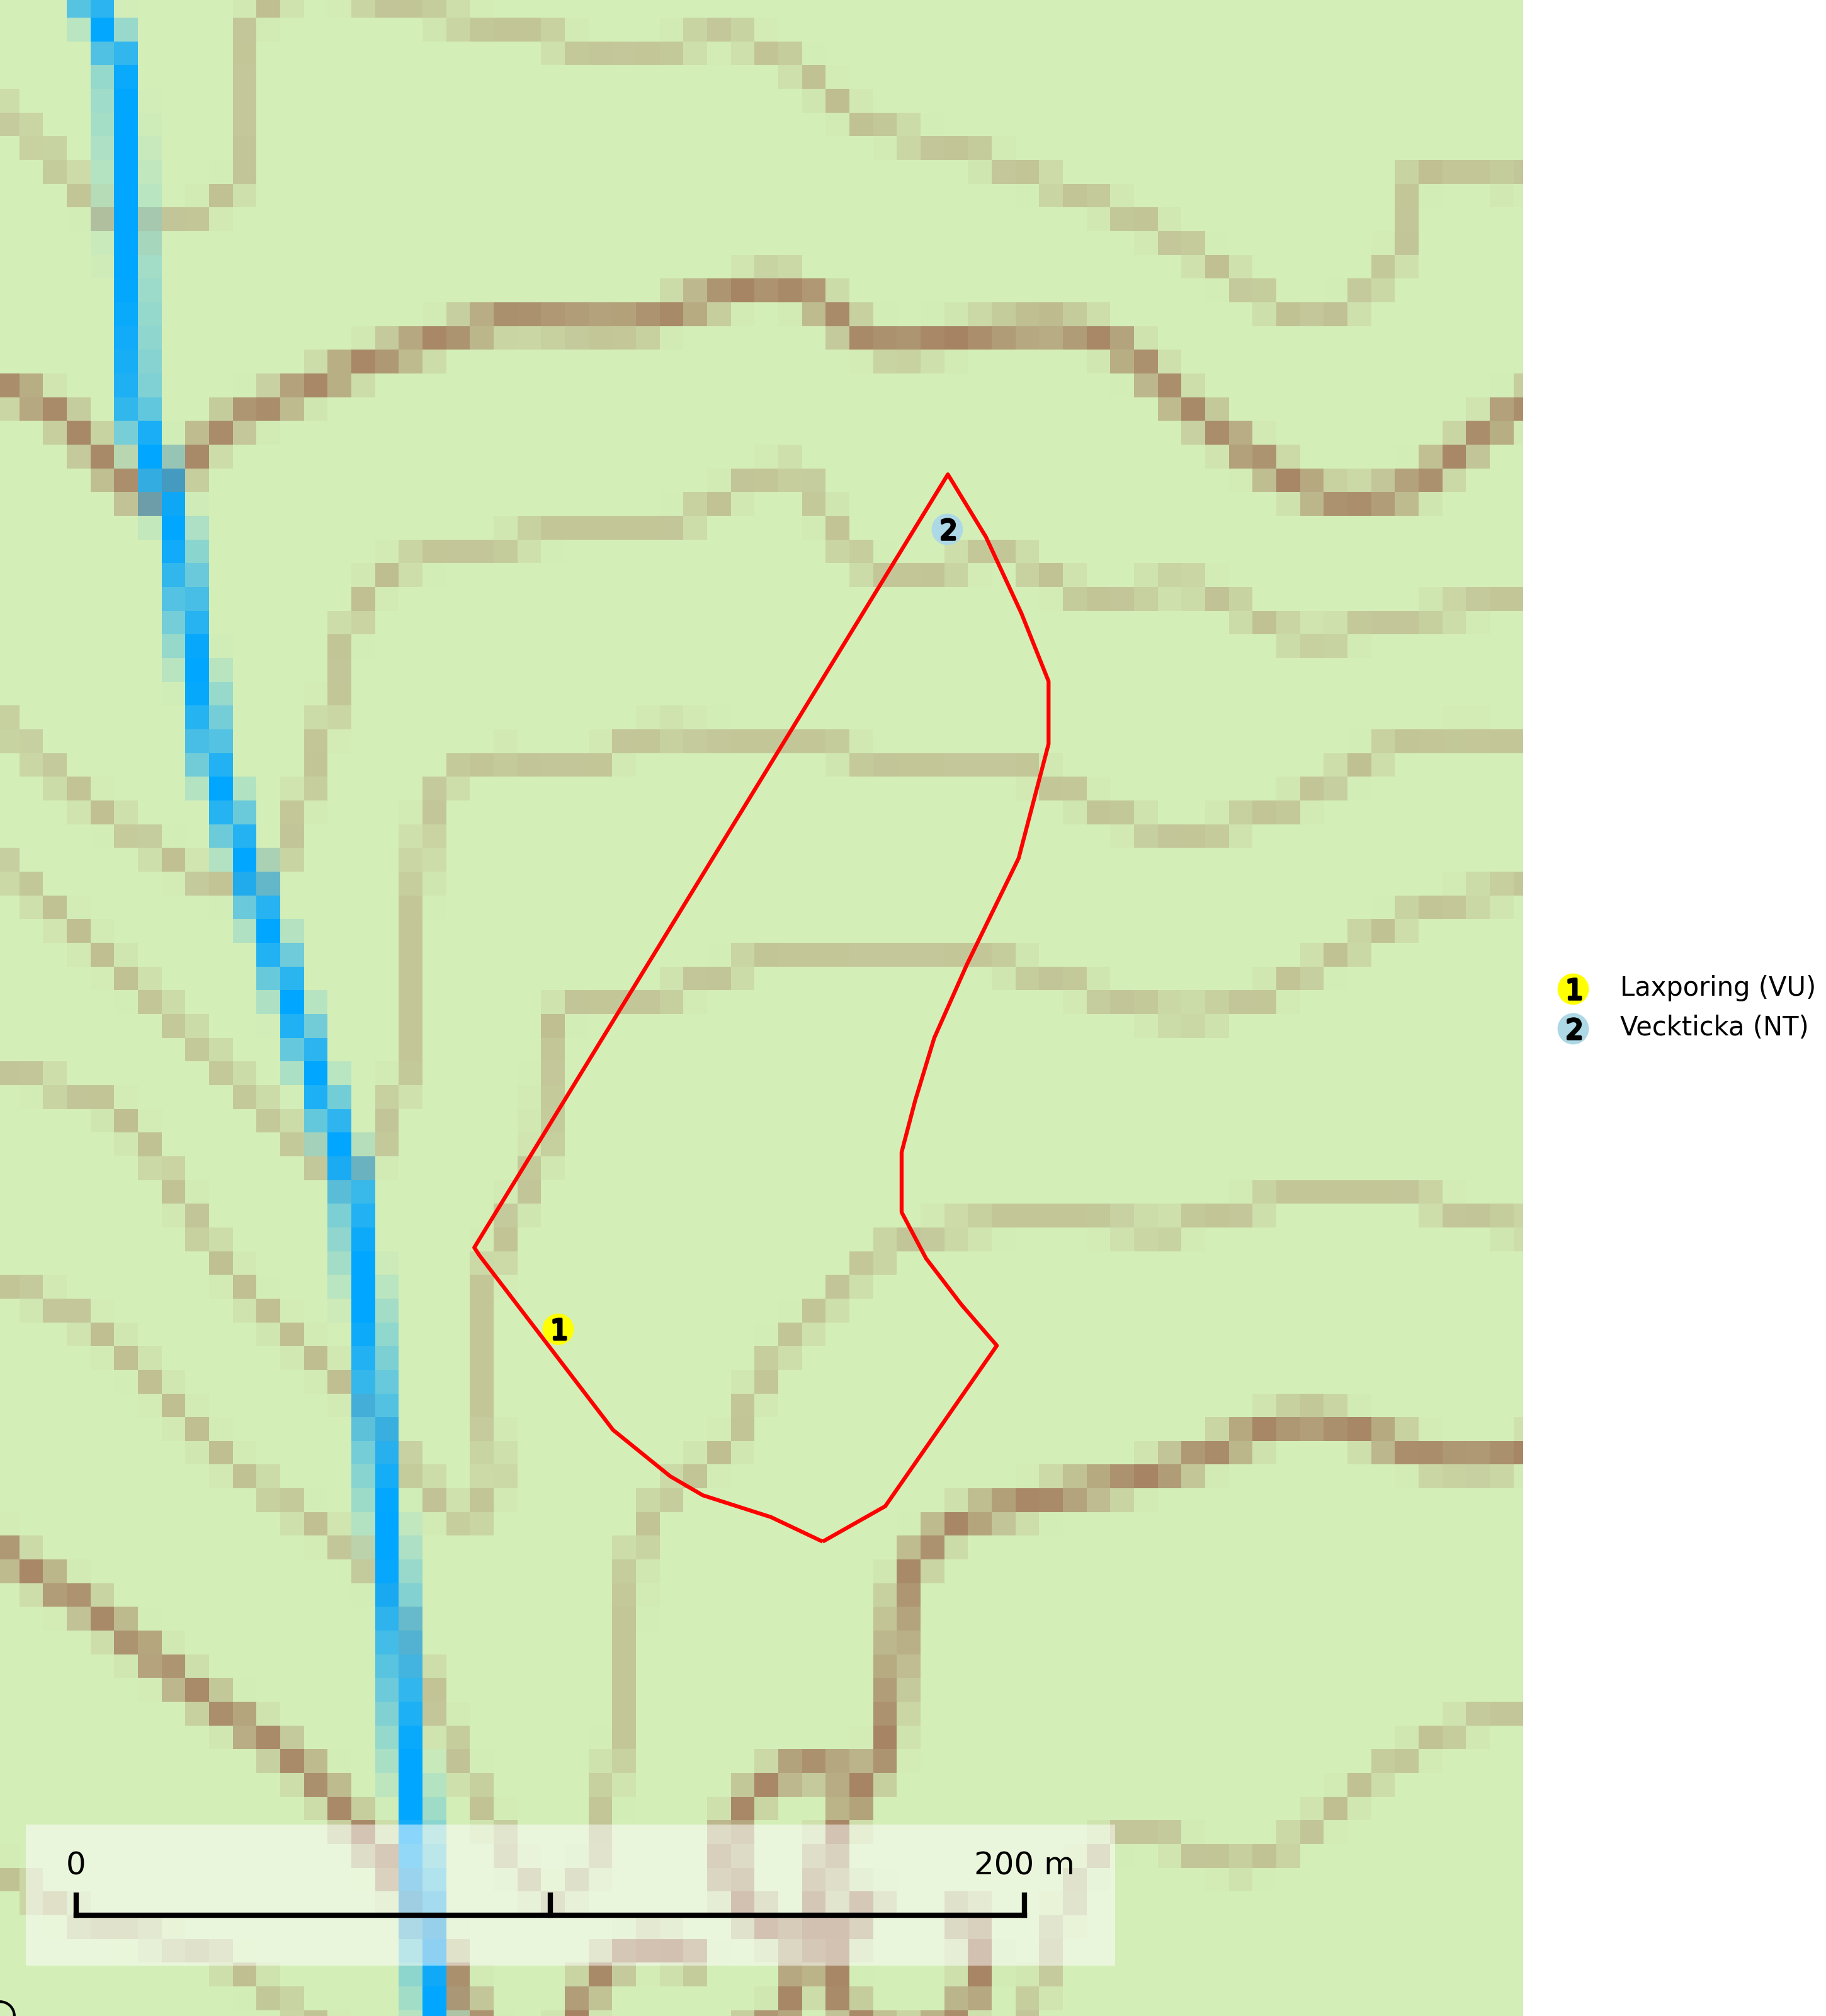 2
1
1 Laxporing (VU)
2 Veckticka (NT)
0 200 m